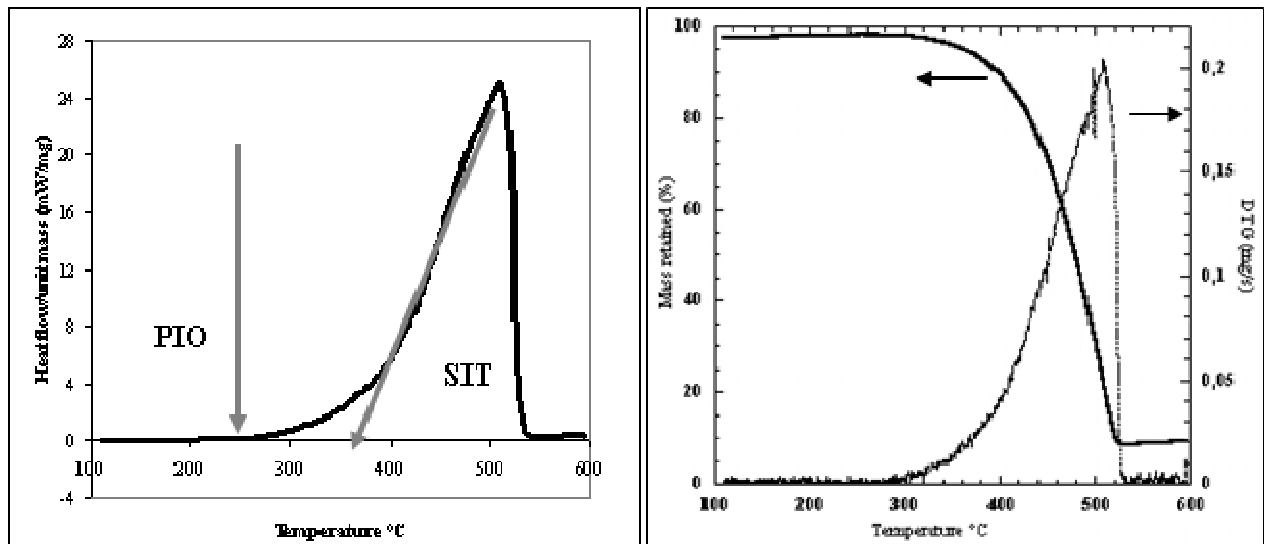 28
24
20
16
12
8
4
0
-4
100 200 300 400 500 600
Heat flow/unit mass (mW/mg)
PIO
SIT
Temperature °C
100
80
60
40
20
0
100 200 300 400 500 600
Mass retained (%)
0,2
0,15
0,1
0,05
0
DTG (mg/s)
Temperature °C